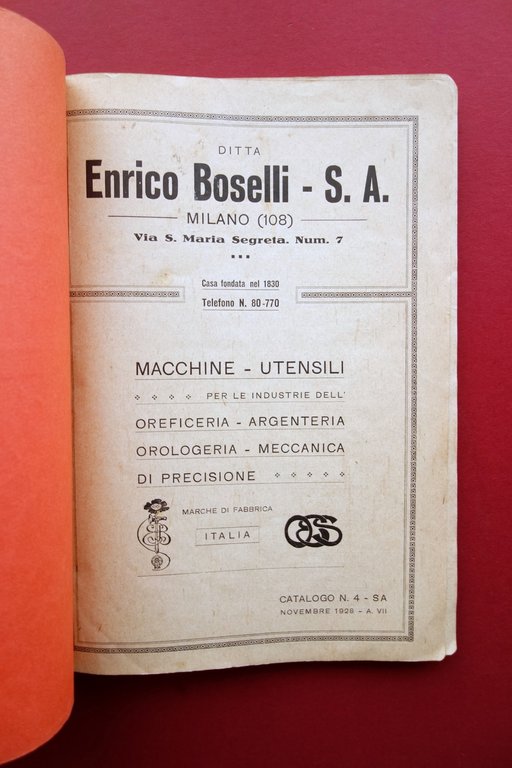 DITTA
Enrico Boselli - S. A.
MILANO (108)
Via S. Maria Segreta. Num. 7
Casa fondata nel 1830
Telefono N. 80-770
MACCHINE - UTENSILI
PER LE INDUSTRIE DELL'
OREFICERIA - ARGENTERIA
OROLOGERIA - MECCANICA
DI PRECISIONE
MARCHE DI FABBRICA
ITALIA
CATALOGO N. 4 - SA
NOVEMBRE 1928 - A. VII